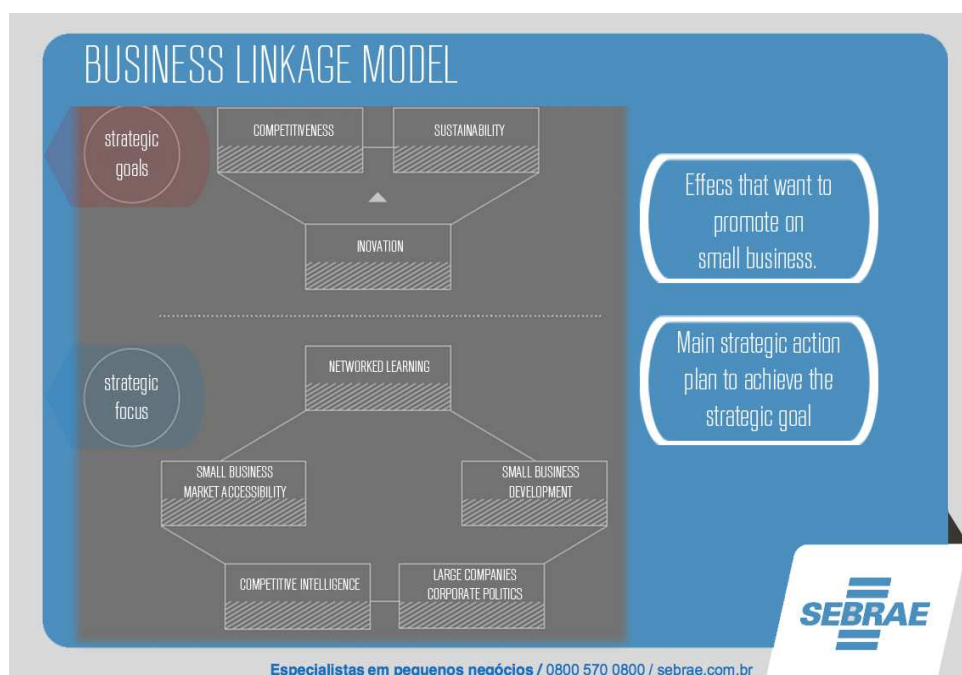 BUSINESS LINKAGE MODEL
strategic
goals
COMPETITIVENESS
SUSTAINABILITY
INOVATION
Effecs that want to
promote on
small business.
strategic
focus
NETWORKED LEARNING
SMALL BUSINESS
MARKET ACCESSIBILITY
SMALL BUSINESS
DEVELOPMENT
COMPETITIVE INTELLIGENCE
LARGE COMPANIES
CORPORATE POLITICS
Main strategic action
plan to achieve the
strategic goal
SEBRAE
Especialistas em pequenos negócios / 0800 570 0800 / sebrae.com.br